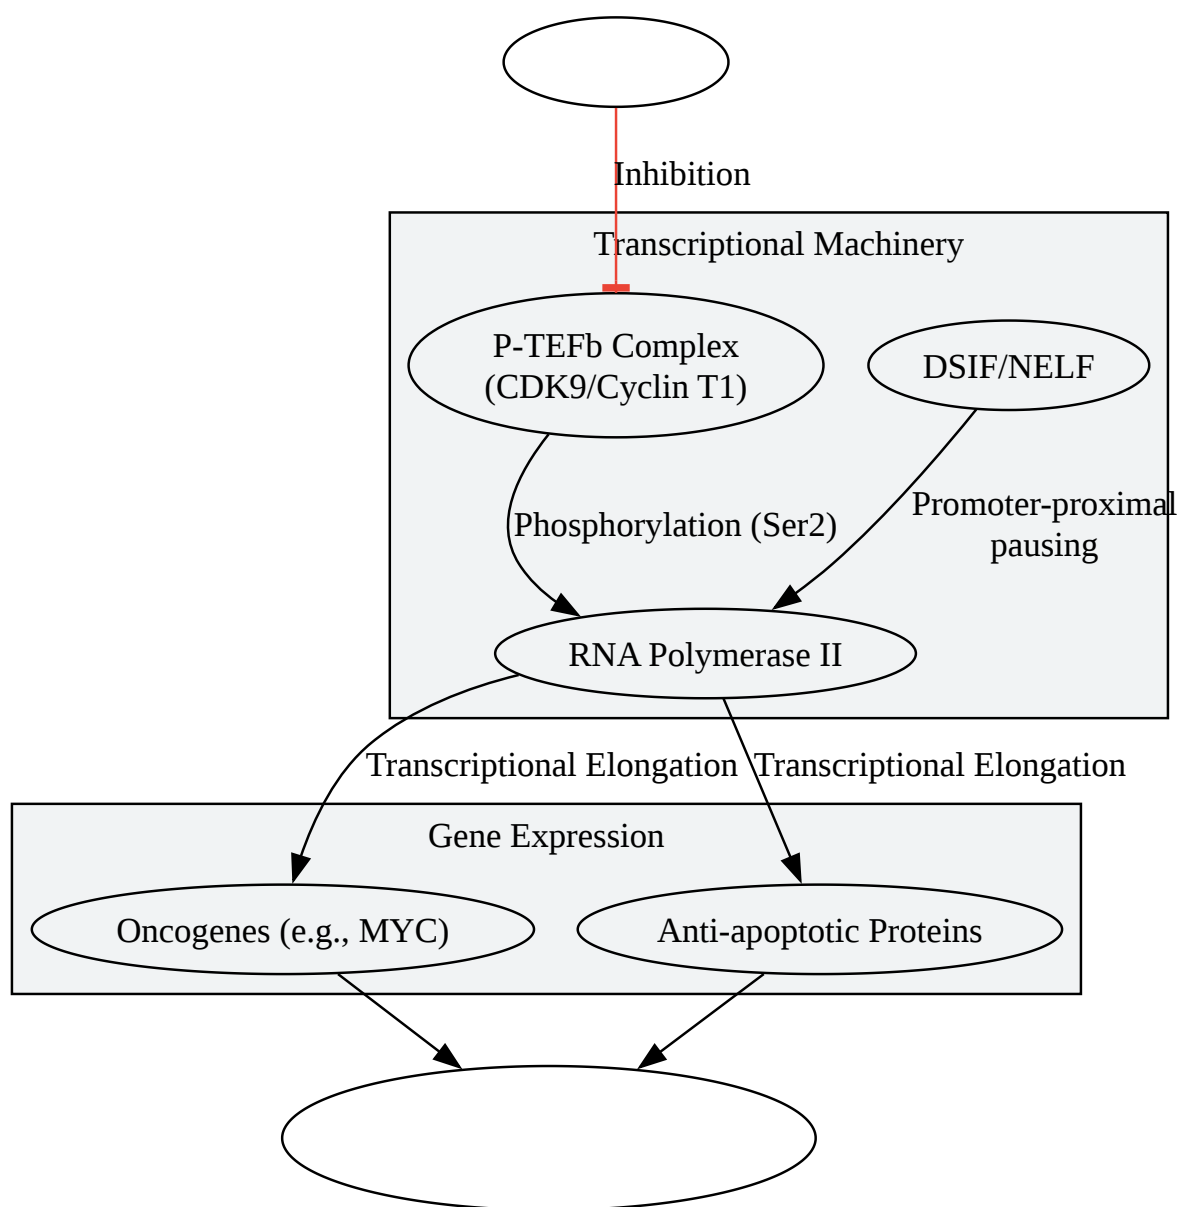 Inhibition
Transcriptional Machinery
P-TEFb Complex
(CDK9/Cyclin T1)
DSIF/NELF
Phosphorylation (Ser2)
Promoter-proximal
pausing
RNA Polymerase II
Transcriptional Elongation
Transcriptional Elongation
Gene Expression
Oncogenes (e.g., MYC)
Anti-apoptotic Proteins